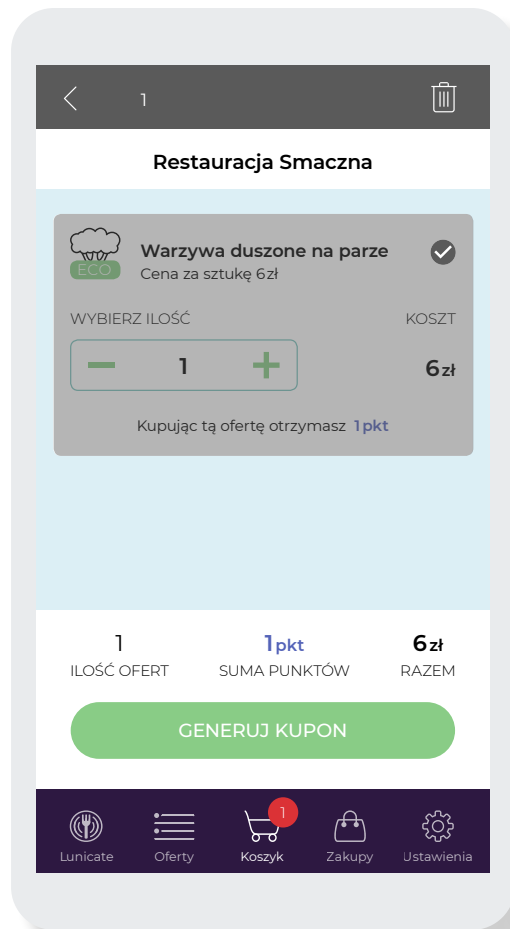 1
Restauracja Smaczna
ECO
Warzywa duszone na parze
Cena za sztukę 6zł
WYBIERZ ILOŚĆ KOSZT
1 6zł
Kupując tą ofertę otrzymasz 1pkt
1 1pkt 6zł
ILOŚĆ OFERT SUMA PUNKTÓW RAZEM
GENERUJ KUPON
1
Lunicate Oferty Koszyk Zakupy Ustawienia